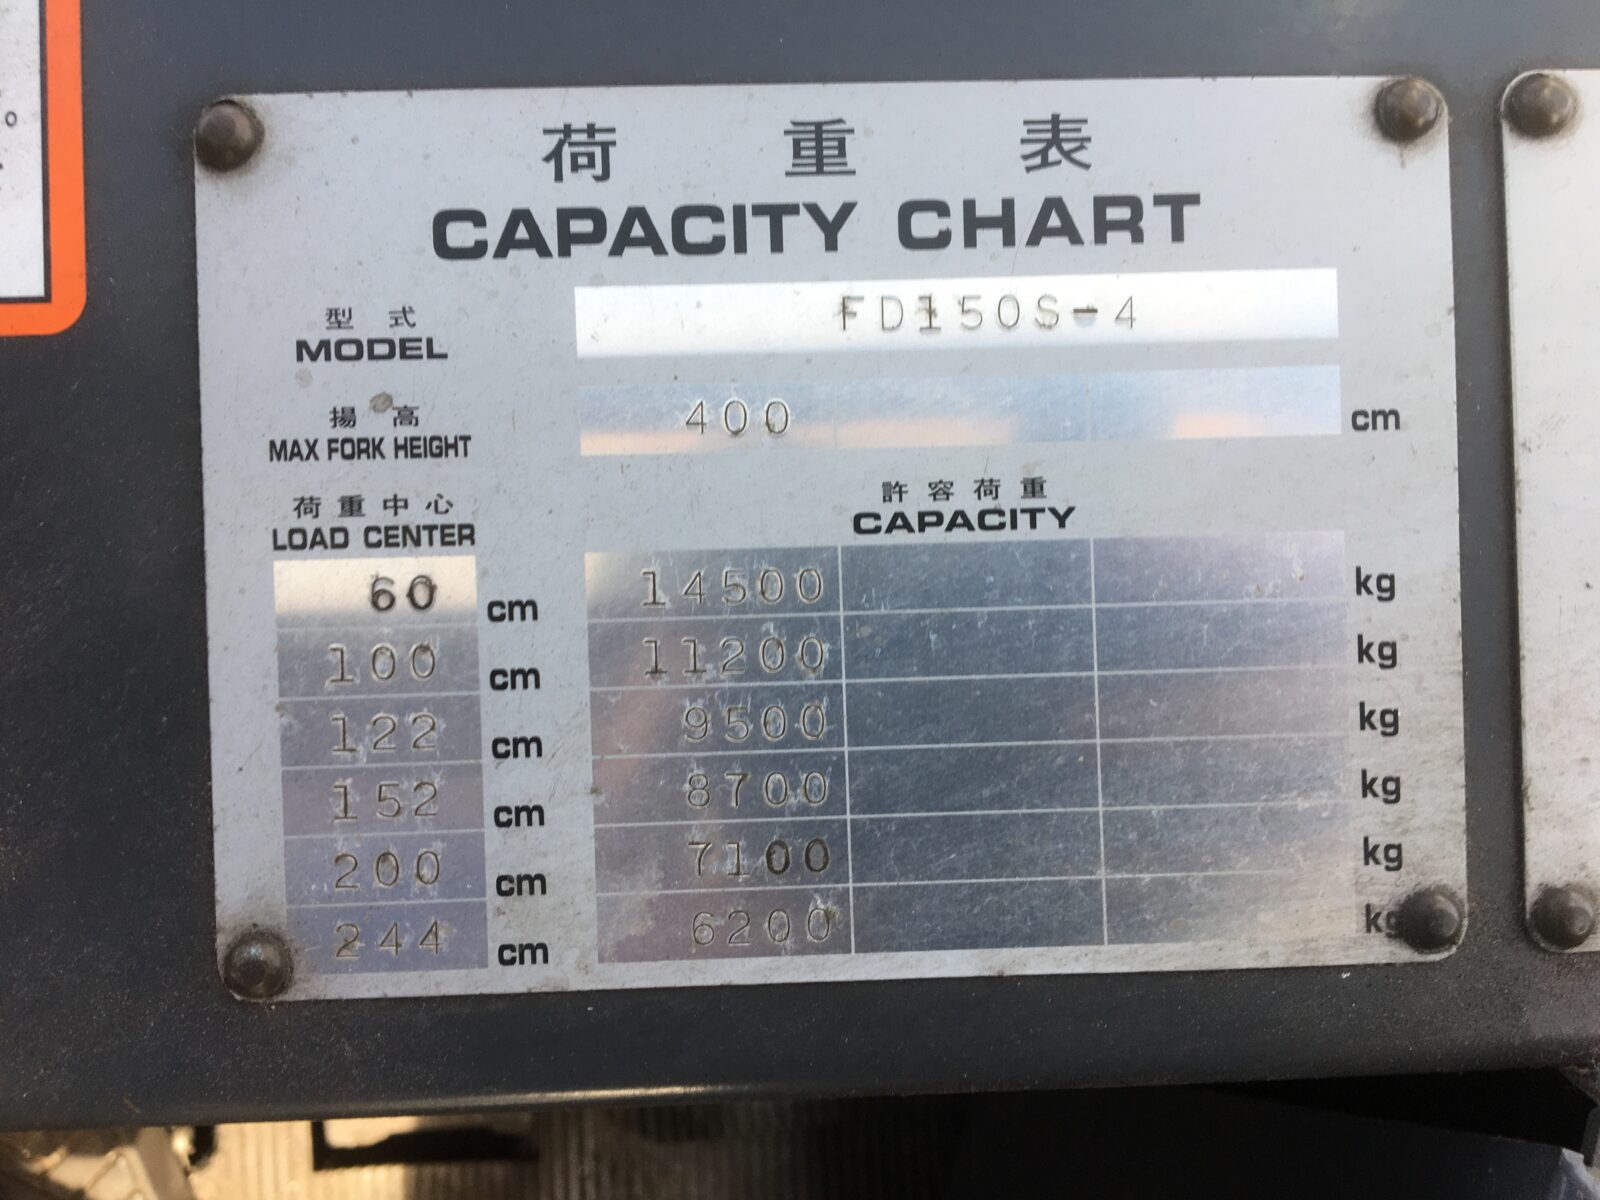 荷重表
CAPACITY CHART
型式
MODEL
FD150S-4
揚高
MAX FORK HEIGHT
400 cm
荷重中心
LOAD CENTER
許容荷重
CAPACITY
60 cm 14500 kg
100 cm 11200 kg
122 cm 9500 kg
152 cm 8700 kg
200 cm 7100 kg
244 cm 6200 kg